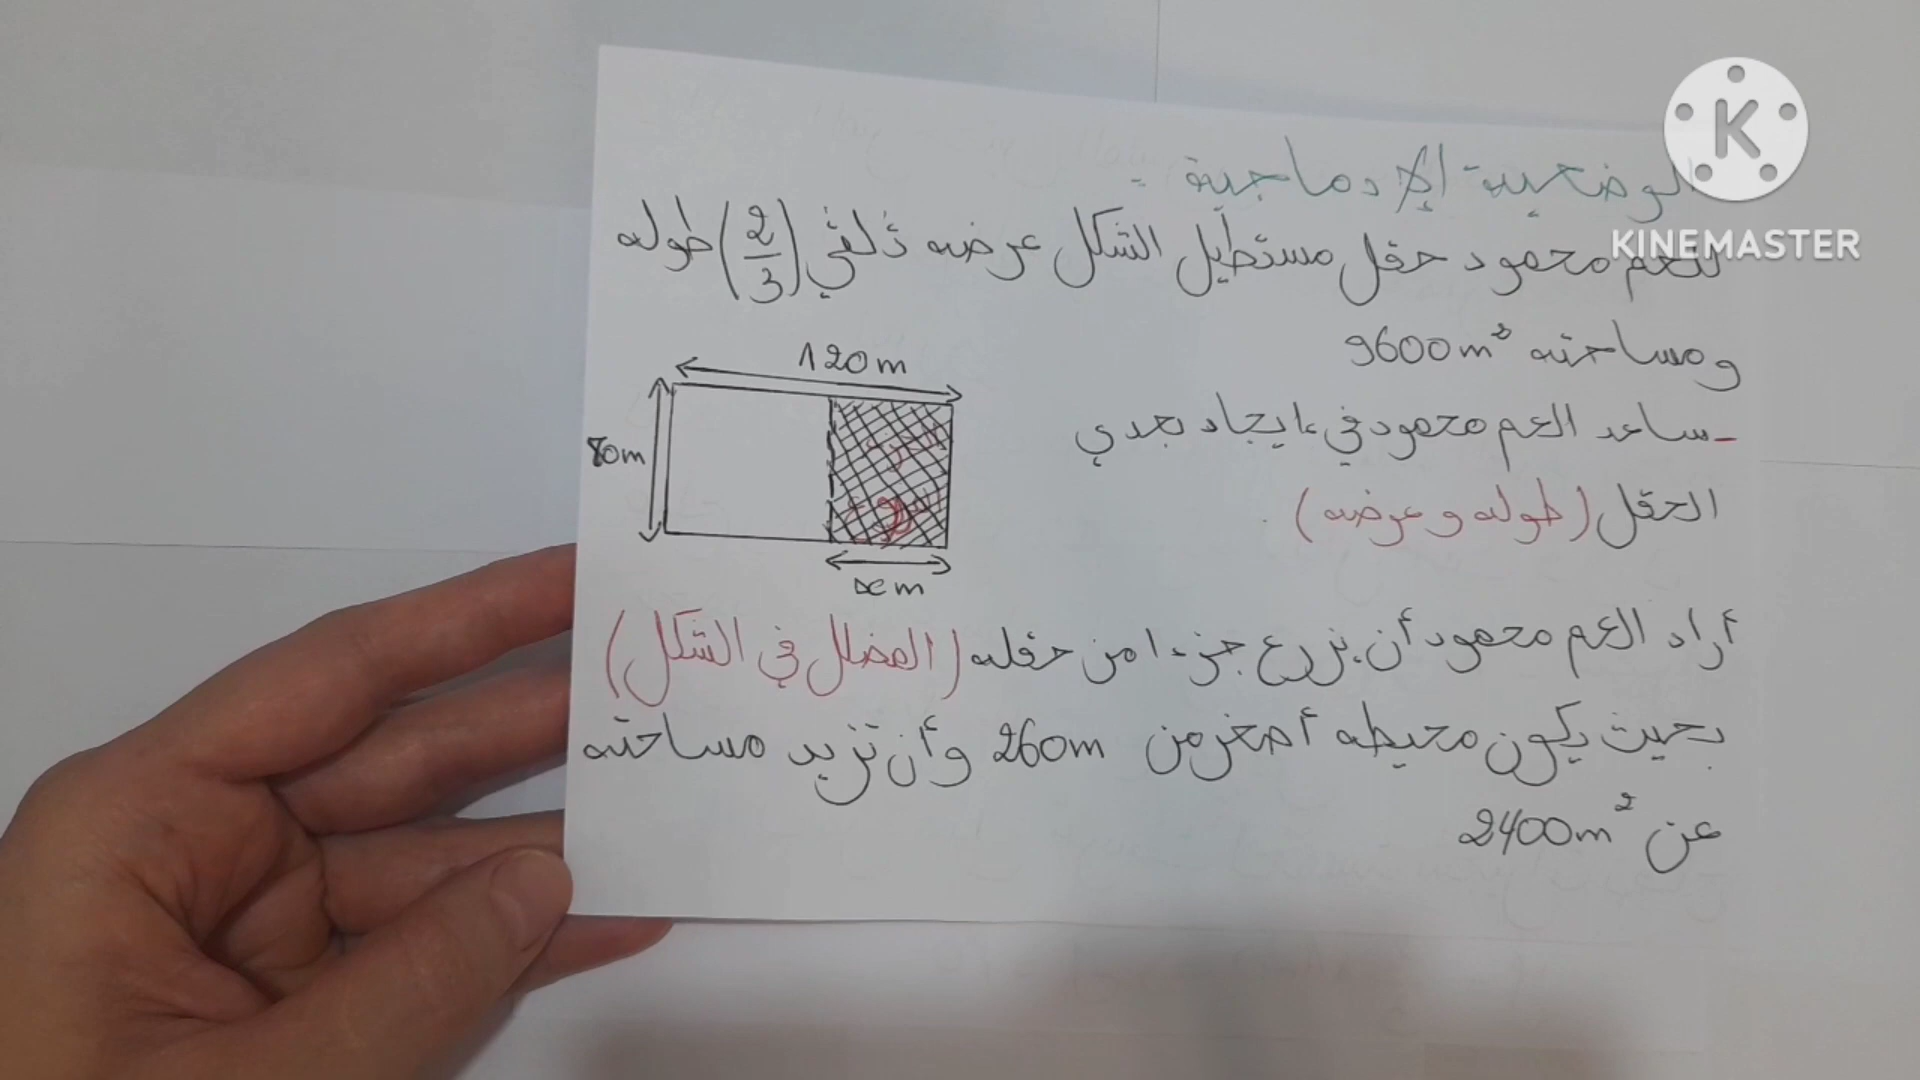 الوضعية الإدماجية :
للعم محمود حقل مستطيل الشكل عرضه ثلثي (2/3) طوله
ومساحته 9600m²
- ساعد العم محمود في ايجاد بعدي
الحقل (طوله وعرضه)
120m
80m
xm
أراد العم محمود أن يزرع جزءا من حقله (المضلل في الشكل)
بحيث يكون محيطه أصغر من 260m وأن تزيد مساحته
عن 2400m²
K
KINEMASTER